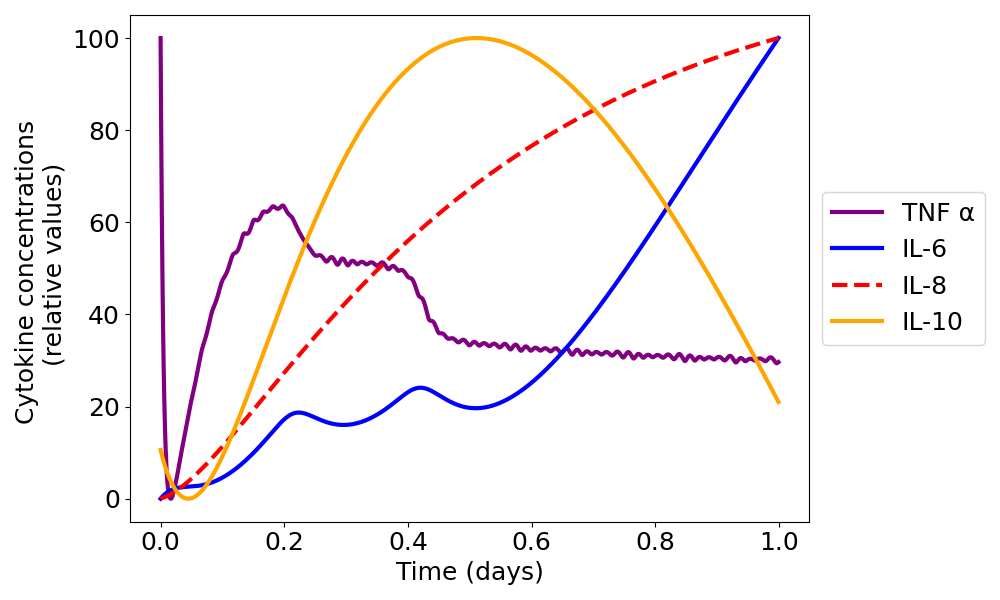 Cytokine concentrations
(relative values)
100
80
60
40
20
0
0.0
0.2
0.4
0.6
0.8
1.0
Time (days)
TNF α
IL-6
IL-8
IL-10